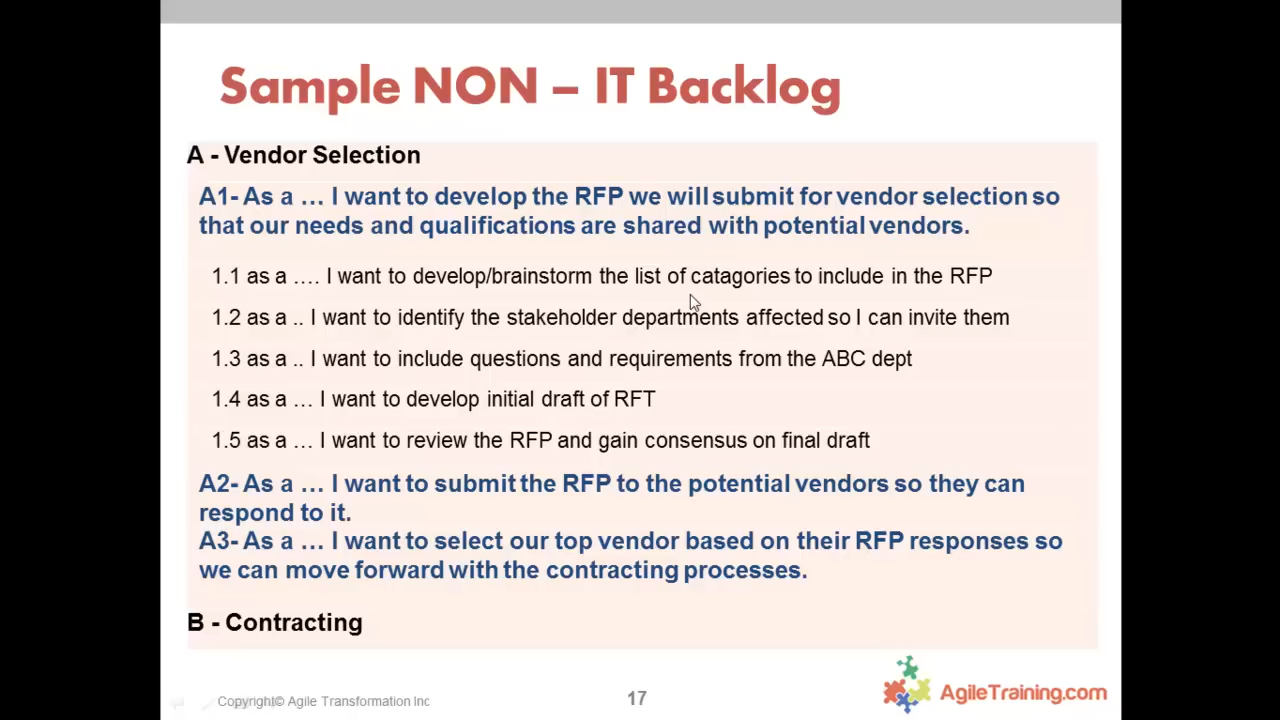 Sample NON – IT Backlog
A - Vendor Selection
A1- As a … I want to develop the RFP we will submit for vendor selection so
that our needs and qualifications are shared with potential vendors.
1.1 as a …. I want to develop/brainstorm the list of catagories to include in the RFP
1.2 as a .. I want to identify the stakeholder departments affected so I can invite them
1.3 as a .. I want to include questions and requirements from the ABC dept
1.4 as a … I want to develop initial draft of RFT
1.5 as a … I want to review the RFP and gain consensus on final draft
A2- As a … I want to submit the RFP to the potential vendors so they can
respond to it.
A3- As a … I want to select our top vendor based on their RFP responses so
we can move forward with the contracting processes.
B - Contracting
Copyright© Agile Transformation Inc
17
AgileTraining.com